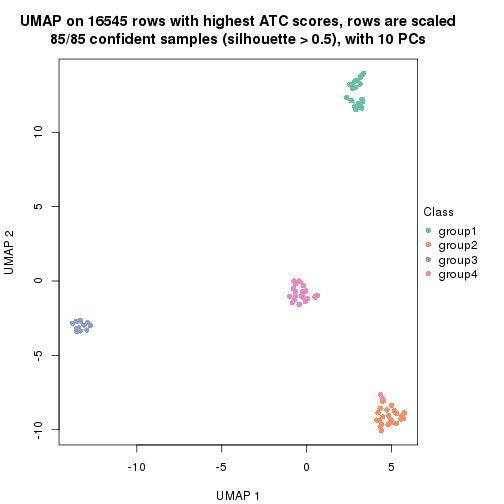 UMAP on 16545 rows with highest ATC scores, rows are scaled
85/85 confident samples (silhouette > 0.5), with 10 PCs
10
5
0
-5
-10
UMAP 2
-10
-5
0
5
UMAP 1
Class
group1
group2
group3
group4